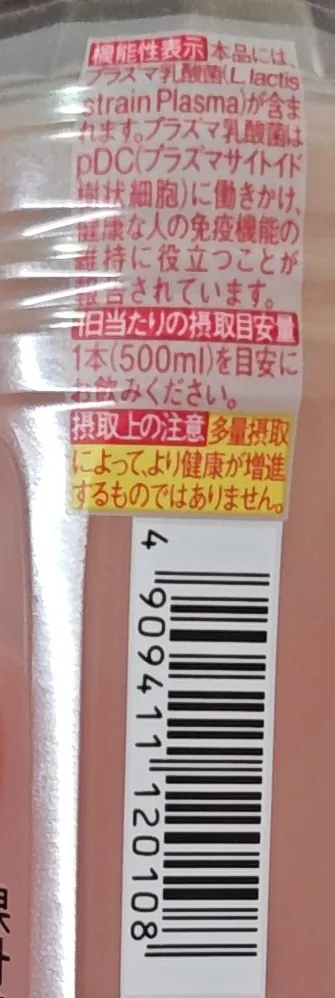 機能性表示 本品には、
プラズマ乳酸菌(L.lactis
strain Plasma)が含ま
れます。プラズマ乳酸菌は
pDC(プラズマサイトイド
樹状細胞)に働きかけ、
健康な人の免疫機能の
維持に役立つことが
報告されています。
1日当たりの摂取目安量
1本(500ml)を目安に
お飲みください。
摂取上の注意 多量摂取
によって、より健康が増進
するものではありません。
4 909411 120108